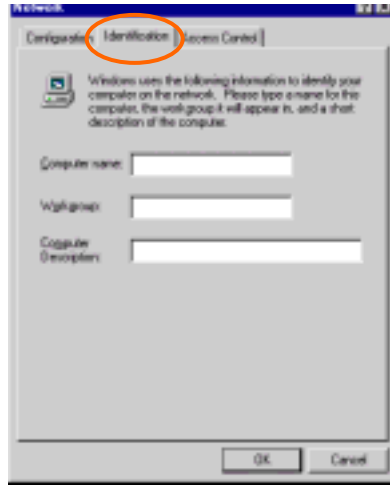 Network
Configuration Identification Access Control
Windows uses the following information to identify your
computer on the network. Please type a name for this
computer, the workgroup it will appear in, and a short
description of the computer.
Computer name:
Workgroup:
Computer
Description:
OK Cancel